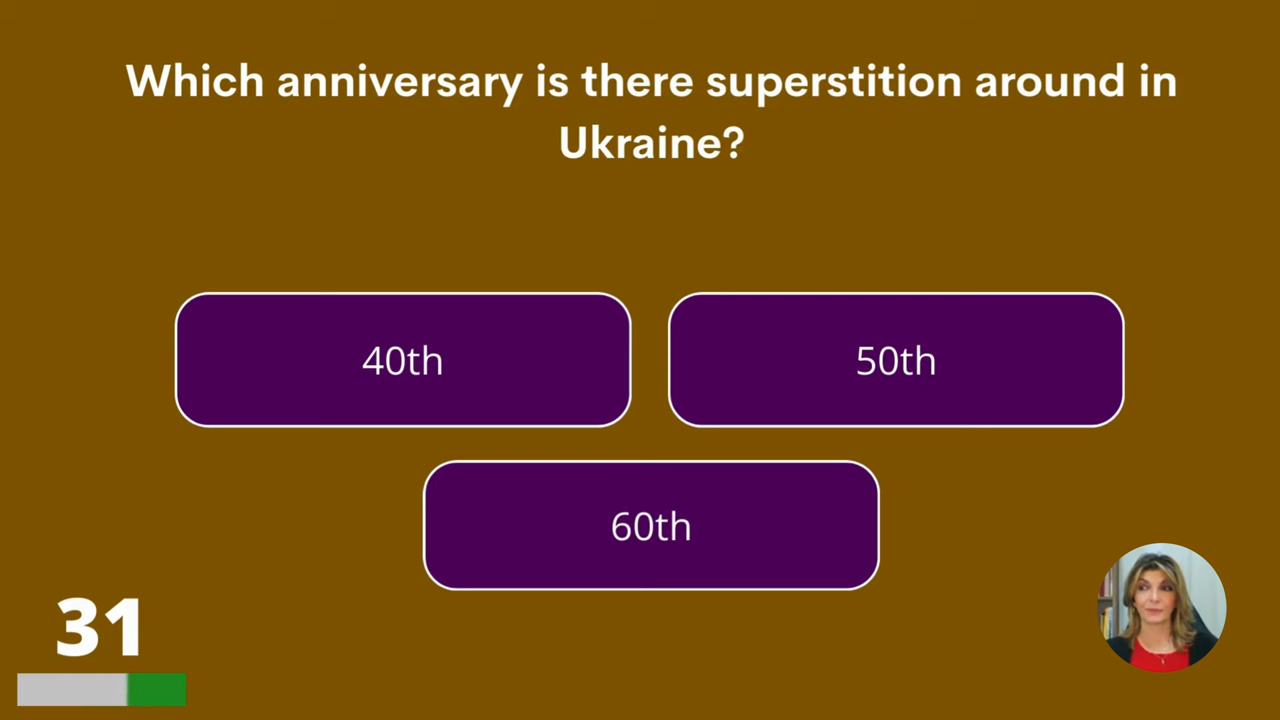 Which anniversary is there superstition around in
Ukraine?
40th
50th
60th
31